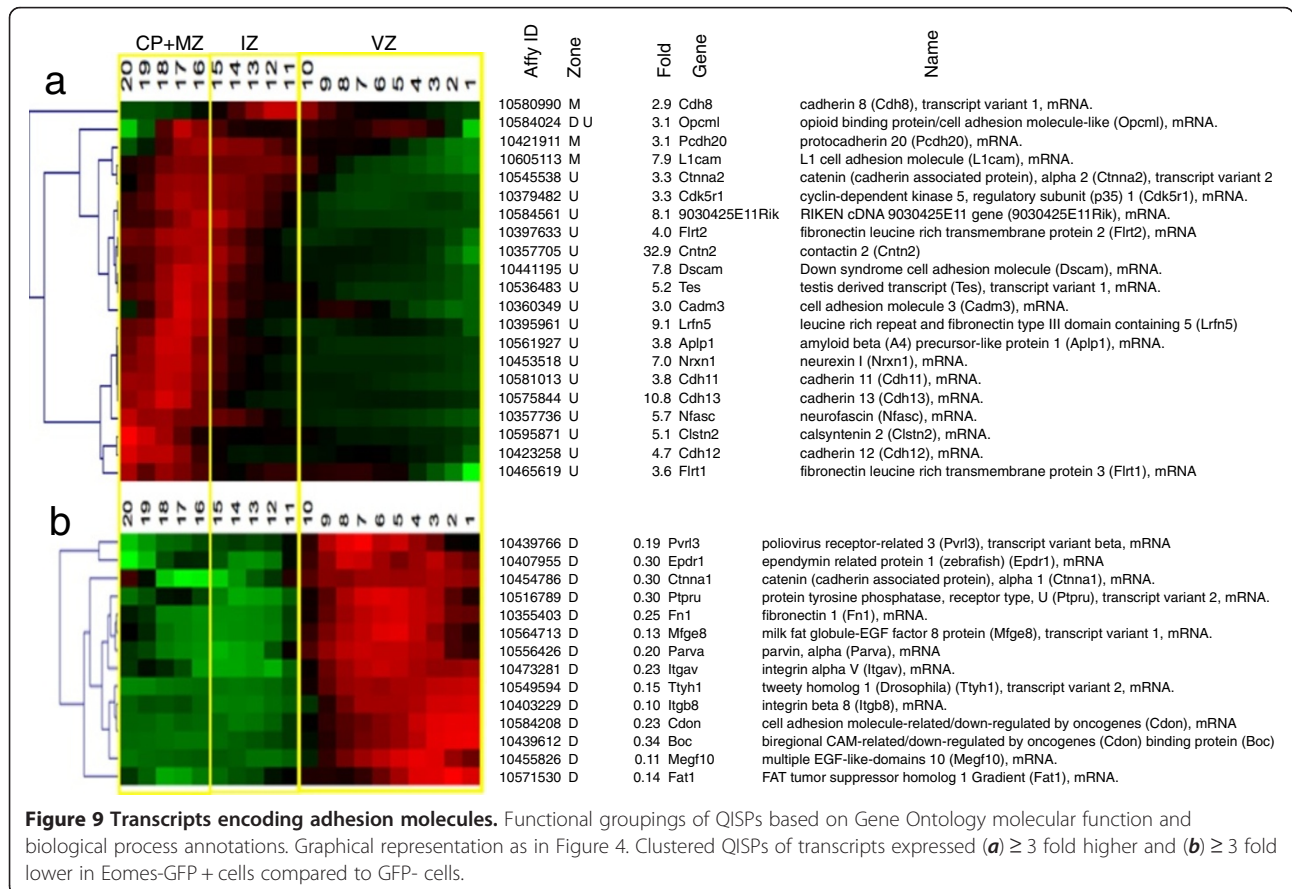 CP+MZ IZ VZ
Affy ID Zone Fold Gene Name
a
20 19 18 17 16 15 14 13 12 11 10 9 8 7 6 5 4 3 2 1
10580990 M 2.9 Cdh8 cadherin 8 (Cdh8), transcript variant 1, mRNA.
10584024 D U 3.1 Opcml opioid binding protein/cell adhesion molecule-like (Opcml), mRNA.
10421911 M 3.1 Pcdh20 protocadherin 20 (Pcdh20), mRNA.
10605113 M 7.9 L1cam L1 cell adhesion molecule (L1cam), mRNA.
10545538 U 3.3 Ctnna2 catenin (cadherin associated protein), alpha 2 (Ctnna2), transcript variant 2
10379482 U 3.3 Cdk5r1 cyclin-dependent kinase 5, regulatory subunit (p35) 1 (Cdk5r1), mRNA.
10584561 U 8.1 9030425E11Rik RIKEN cDNA 9030425E11 gene (9030425E11Rik), mRNA.
10397633 U 4.0 Flrt2 fibronectin leucine rich transmembrane protein 2 (Flrt2), mRNA
10357705 U 32.9 Cntn2 contactin 2 (Cntn2)
10441195 U 7.8 Dscam Down syndrome cell adhesion molecule (Dscam), mRNA.
10536483 U 5.2 Tes testis derived transcript (Tes), transcript variant 1, mRNA.
10360349 U 3.0 Cadm3 cell adhesion molecule 3 (Cadm3), mRNA.
10395961 U 9.1 Lrfn5 leucine rich repeat and fibronectin type III domain containing 5 (Lrfn5)
10561927 U 3.8 Aplp1 amyloid beta (A4) precursor-like protein 1 (Aplp1), mRNA.
10453518 U 7.0 Nrxn1 neurexin I (Nrxn1), mRNA.
10581013 U 3.8 Cdh11 cadherin 11 (Cdh11), mRNA.
10575844 U 10.8 Cdh13 cadherin 13 (Cdh13), mRNA.
10357736 U 5.7 Nfasc neurofascin (Nfasc), mRNA.
10595871 U 5.1 Clstn2 calsyntenin 2 (Clstn2), mRNA.
10423258 U 4.7 Cdh12 cadherin 12 (Cdh12), mRNA.
10465619 U 3.6 Flrt1 fibronectin leucine rich transmembrane protein 3 (Flrt1), mRNA
b
20 19 18 17 16 15 14 13 12 11 10 9 8 7 6 5 4 3 2 1
10439766 D 0.19 Pvrl3 poliovirus receptor-related 3 (Pvrl3), transcript variant beta, mRNA
10407955 D 0.30 Epdr1 ependymin related protein 1 (zebrafish) (Epdr1), mRNA
10454786 D 0.30 Ctnna1 catenin (cadherin associated protein), alpha 1 (Ctnna1), mRNA.
10516789 D 0.30 Ptpru protein tyrosine phosphatase, receptor type, U (Ptpru), transcript variant 2, mRNA.
10355403 D 0.25 Fn1 fibronectin 1 (Fn1), mRNA.
10564713 D 0.13 Mfge8 milk fat globule-EGF factor 8 protein (Mfge8), transcript variant 1, mRNA.
10556426 D 0.20 Parva parvin, alpha (Parva), mRNA
10473281 D 0.23 Itgav integrin alpha V (Itgav), mRNA.
10549594 D 0.15 Ttyh1 tweety homolog 1 (Drosophila) (Ttyh1), transcript variant 2, mRNA.
10403229 D 0.10 Itgb8 integrin beta 8 (Itgb8), mRNA.
10584208 D 0.23 Cdon cell adhesion molecule-related/down-regulated by oncogenes (Cdon), mRNA
10439612 D 0.34 Boc biregional CAM-related/down-regulated by oncogenes (Cdon) binding protein (Boc)
10455826 D 0.11 Megf10 multiple EGF-like-domains 10 (Megf10), mRNA.
10571530 D 0.14 Fat1 FAT tumor suppressor homolog 1 Gradient (Fat1), mRNA.
Figure 9 Transcripts encoding adhesion molecules. Functional groupings of QISPs based on Gene Ontology molecular function and
biological process annotations. Graphical representation as in Figure 4. Clustered QISPs of transcripts expressed (a) ≥ 3 fold higher and (b) ≥ 3 fold
lower in Eomes-GFP + cells compared to GFP- cells.